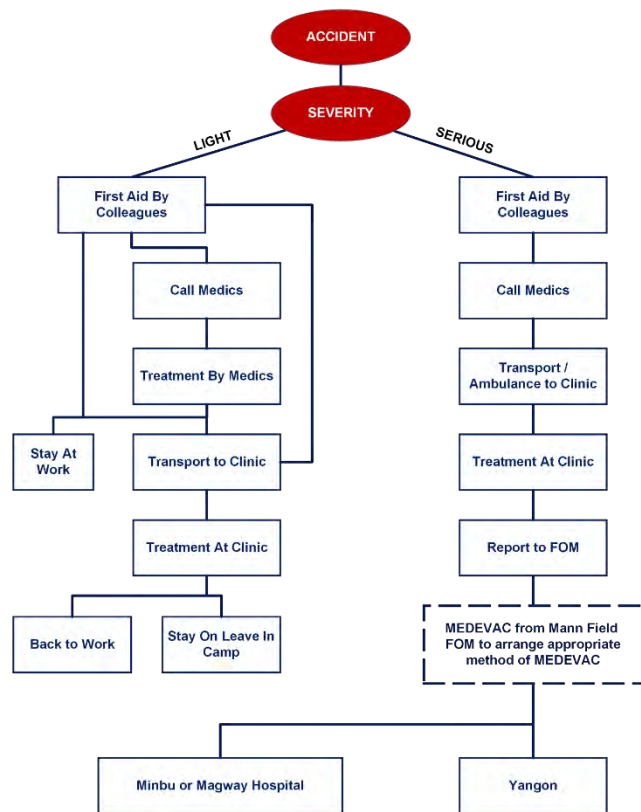 ACCIDENT
SEVERITY
LIGHT
SERIOUS
First Aid By
Colleagues
First Aid By
Colleagues
Call Medics
Call Medics
Treatment By Medics
Transport /
Ambulance to Clinic
Stay At
Work
Transport to Clinic
Treatment At Clinic
Treatment At Clinic
Report to FOM
Back to Work
Stay On Leave In
Camp
MEDEVAC from Mann Field
FOM to arrange appropriate
method of MEDEVAC
Minbu or Magway Hospital
Yangon